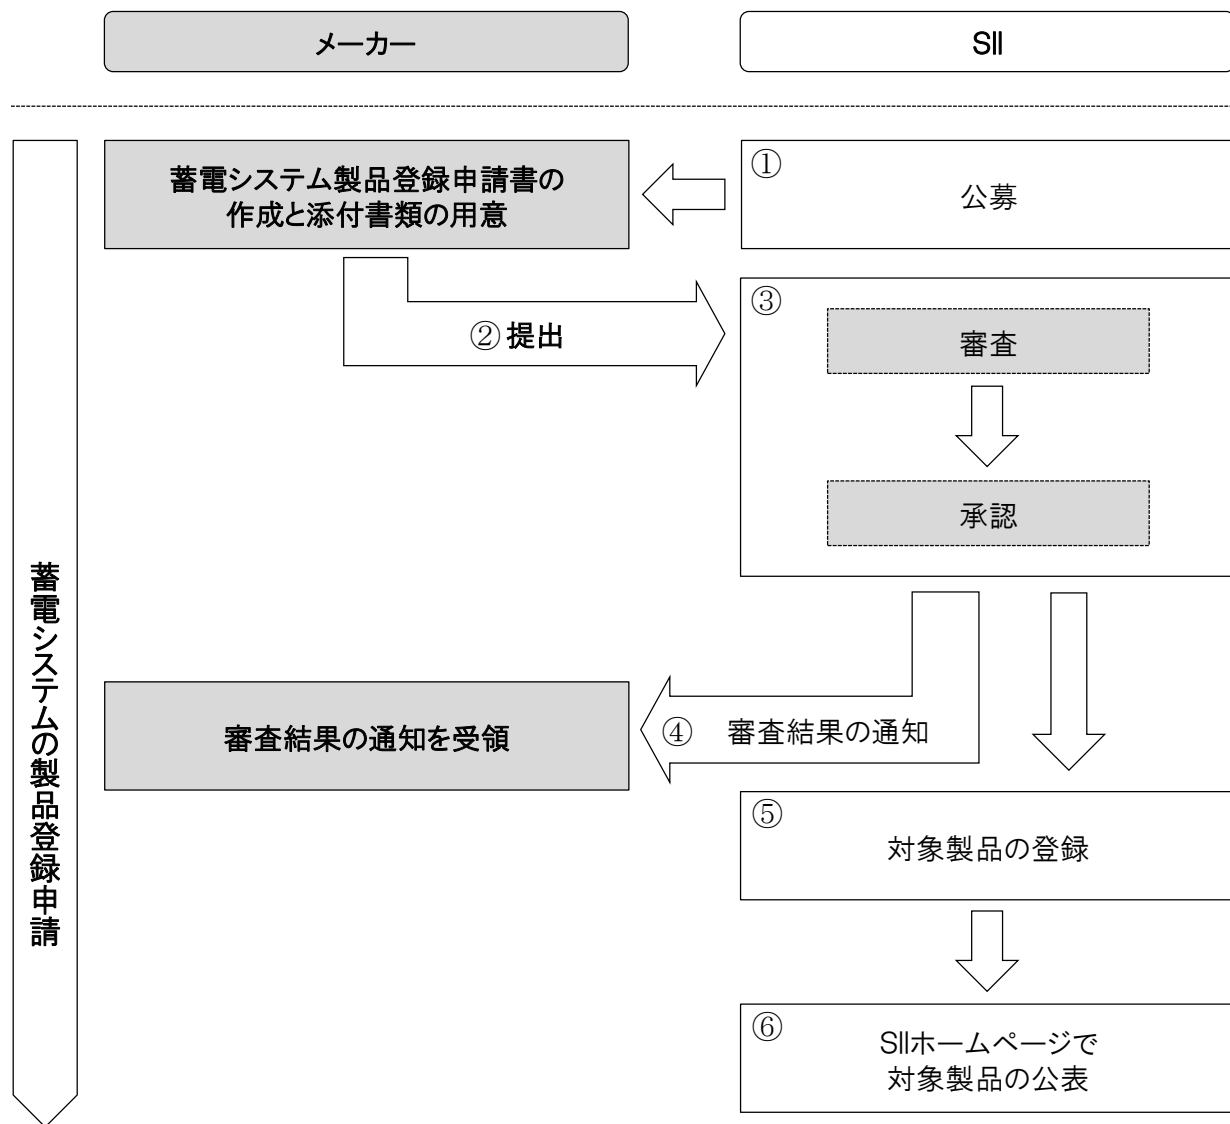 メーカー
SII
蓄電システムの製品登録申請
蓄電システム製品登録申請書の
作成と添付書類の用意
①
公募
②提出
③
審査
承認
審査結果の通知を受領
④ 審査結果の通知
⑤
対象製品の登録
⑥
SIIホームページで
対象製品の公表